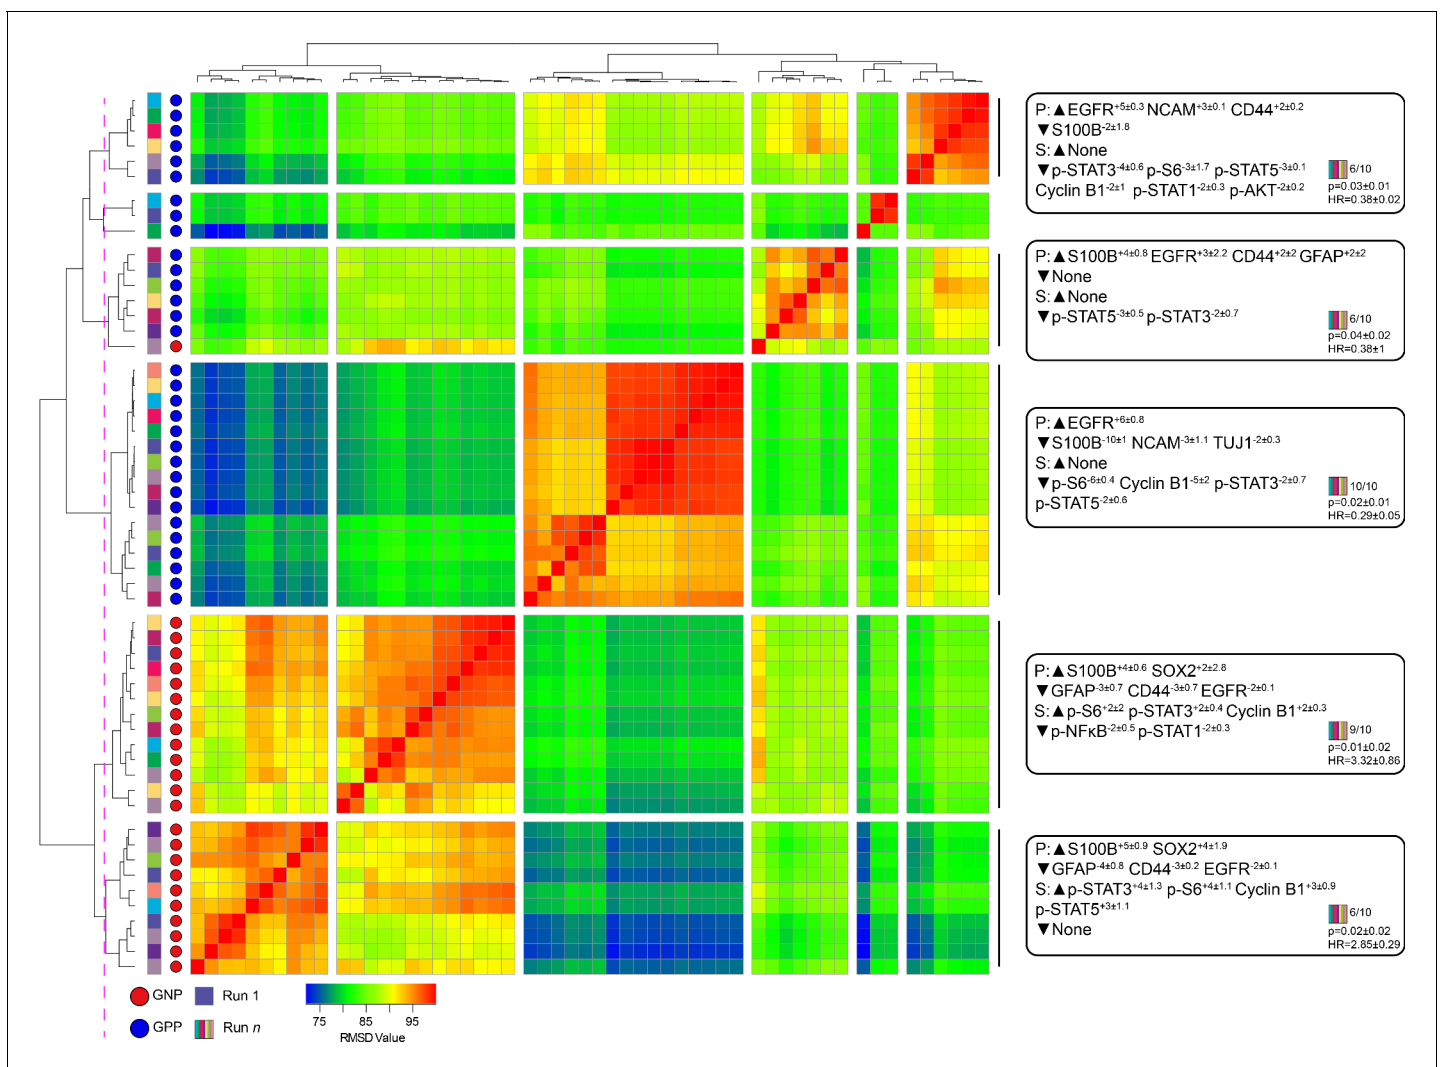 P:▲EGFR+5±0.3 NCAM+3±0.1 CD44+2±0.2
▼S100B-2±1.8
S:▲None
▼p-STAT3-4±0.6 p-S6-3±1.7 p-STAT5-3±0.1
Cyclin B1-2±1 p-STAT1-2±0.3 p-AKT-2±0.2
6/10
p=0.03±0.01
HR=0.38±0.02
P:▲S100B+4±0.8 EGFR+3±2.2 CD44+2±2 GFAP+2±2
▼None
S:▲None
▼p-STAT5-3±0.5 p-STAT3-2±0.7
6/10
p=0.04±0.02
HR=0.38±1
P:▲EGFR+6±0.8
▼S100B-10±1 NCAM-3±1.1 TUJ1-2±0.3
S:▲None
▼p-S6-6±0.4 Cyclin B1-5±2 p-STAT3-2±0.7
p-STAT5-2±0.6
10/10
p=0.02±0.01
HR=0.29±0.05
P:▲S100B+4±0.6 SOX2+2±2.8
▼GFAP-3±0.7 CD44-3±0.7 EGFR-2±0.1
S:▲p-S6+2±2 p-STAT3+2±0.4 Cyclin B1+2±0.3
▼p-NFκB-2±0.5 p-STAT1-2±0.3
9/10
p=0.01±0.02
HR=3.32±0.86
P:▲S100B+5±0.9 SOX2+4±1.9
▼GFAP-4±0.8 CD44-3±0.2 EGFR-2±0.1
S:▲p-STAT3+4±1.3 p-S6+4±1.1 Cyclin B1+3±0.9
p-STAT5+3±1.1
▼None
6/10
p=0.02±0.02
HR=2.85±0.29
GNP Run 1
GPP Run n
75 85 95
RMSD Value